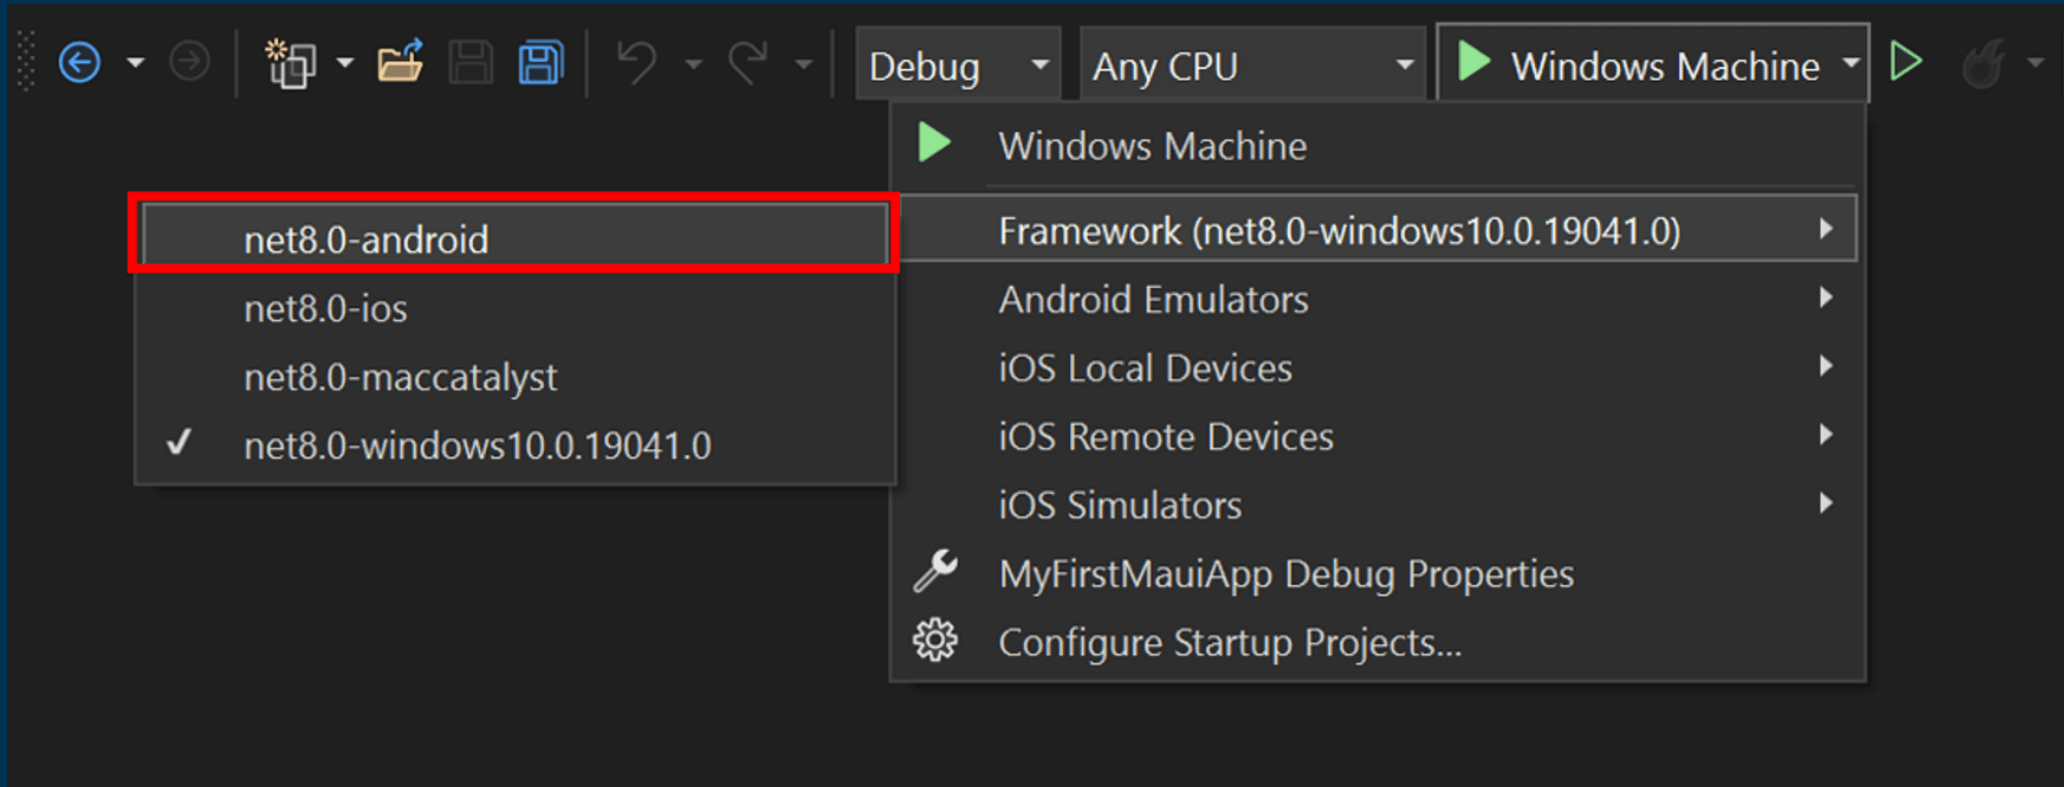 Debug
Any CPU
Windows Machine
Windows Machine
Framework (net8.0-windows10.0.19041.0)
Android Emulators
iOS Local Devices
iOS Remote Devices
iOS Simulators
MyFirstMauiApp Debug Properties
Configure Startup Projects...
net8.0-android
net8.0-ios
net8.0-maccatalyst
net8.0-windows10.0.19041.0